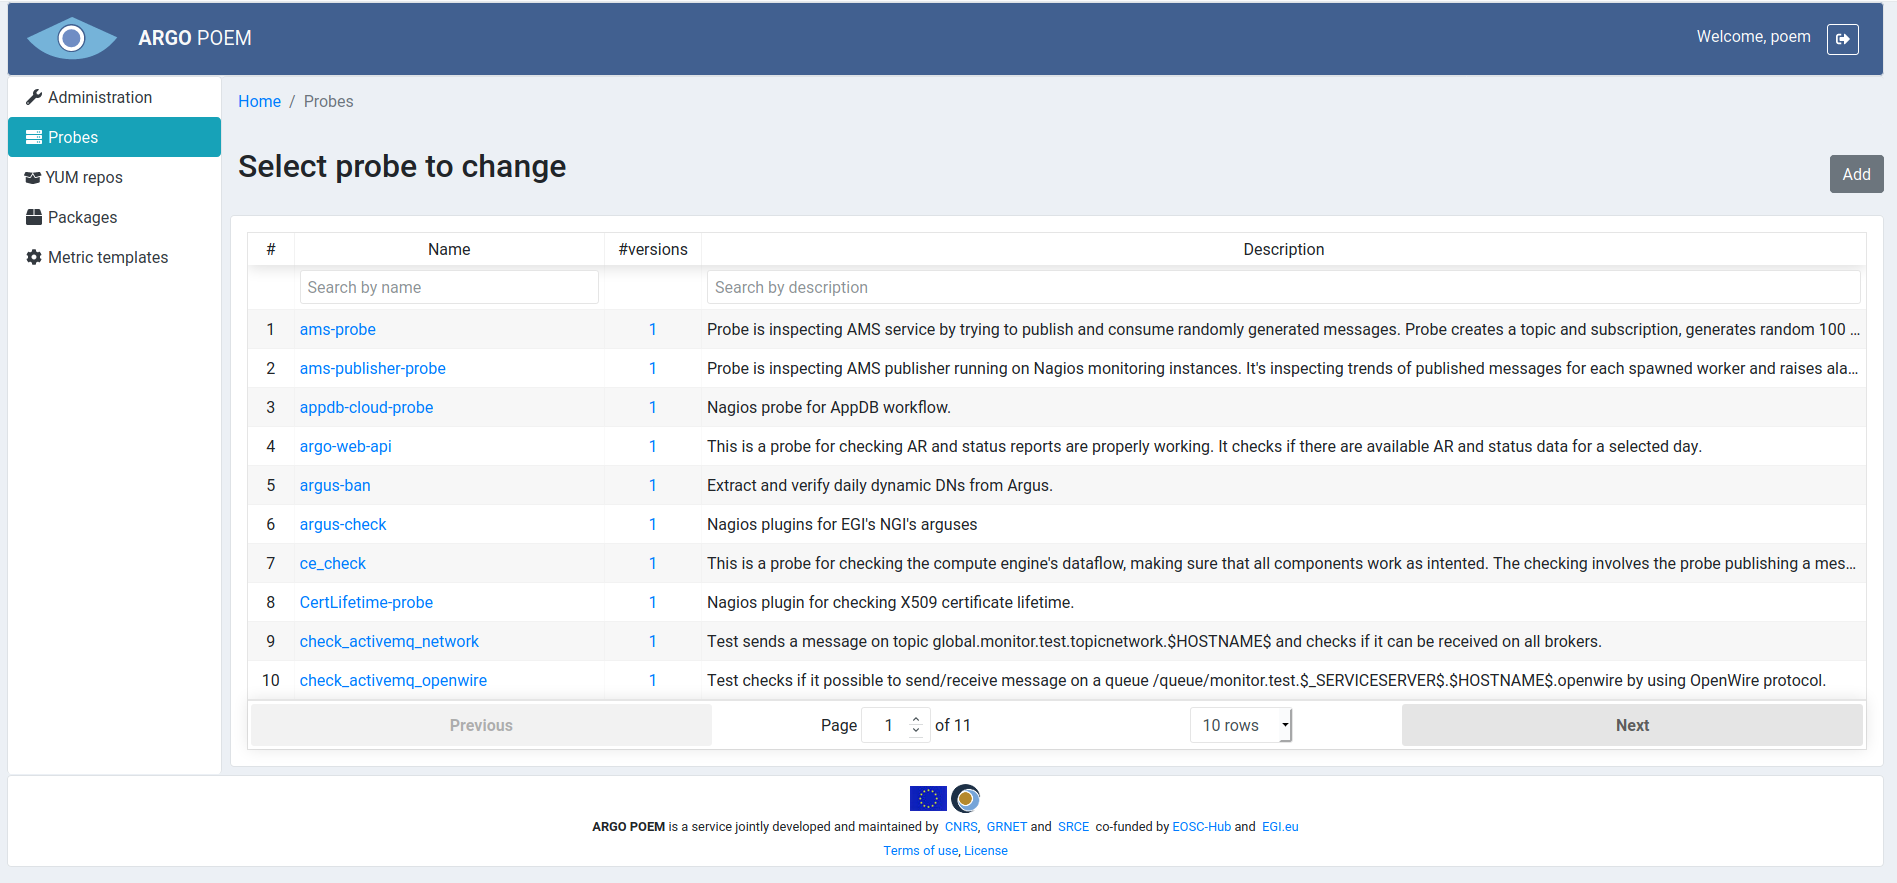 ARGO POEM
Welcome, poem
Administration
Probes
YUM repos
Packages
Metric templates
Home / Probes
Select probe to change
Add
# Name #versions Description
Search by name Search by description
1 ams-probe 1 Probe is inspecting AMS service by trying to publish and consume randomly generated messages. Probe creates a topic and subscription, generates random 100 ...
2 ams-publisher-probe 1 Probe is inspecting AMS publisher running on Nagios monitoring instances. It's inspecting trends of published messages for each spawned worker and raises ala...
3 appdb-cloud-probe 1 Nagios probe for AppDB workflow.
4 argo-web-api 1 This is a probe for checking AR and status reports are properly working. It checks if there are available AR and status data for a selected day.
5 argus-ban 1 Extract and verify daily dynamic DNs from Argus.
6 argus-check 1 Nagios plugins for EGI's NGI's arguses
7 ce_check 1 This is a probe for checking the compute engine's dataflow, making sure that all components work as intented. The checking involves the probe publishing a mes...
8 CertLifetime-probe 1 Nagios plugin for checking X509 certificate lifetime.
9 check_activemq_network 1 Test sends a message on topic global.monitor.test.topicnetwork.$HOSTNAME$ and checks if it can be received on all brokers.
10 check_activemq_openwire 1 Test checks if it possible to send/receive message on a queue /queue/monitor.test.$_SERVICESERVER$.$HOSTNAME$.openwire by using OpenWire protocol.
Previous Page 1 of 11 10 rows Next
ARGO POEM is a service jointly developed and maintained by CNRS, GRNET and SRCE co-funded by EOSC-Hub and EGI.eu
Terms of use, License